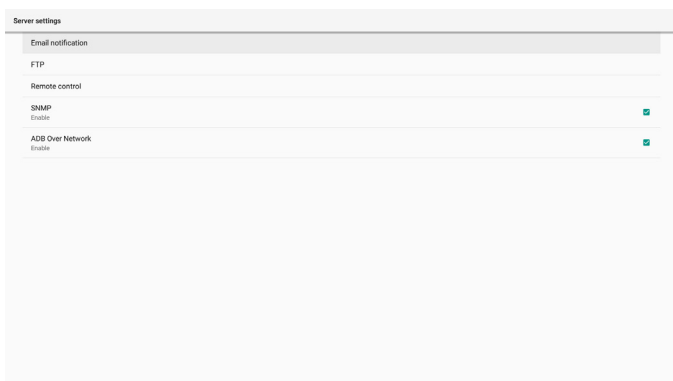 Server settings
Email notification
FTP
Remote control
SNMP
Enable
ADB Over Network
Enable